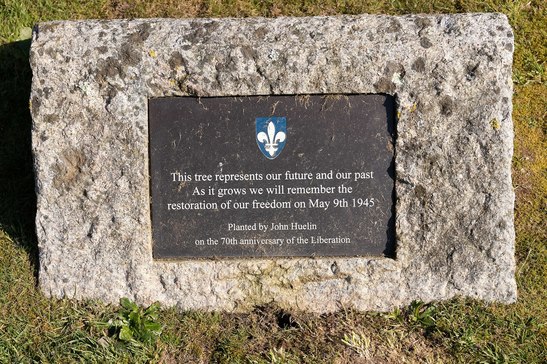 This tree represents our future and our past
As it grows we will remember the
restoration of our freedom on May 9th 1945
Planted by John Huelin
on the 70th anniversary of the Liberation